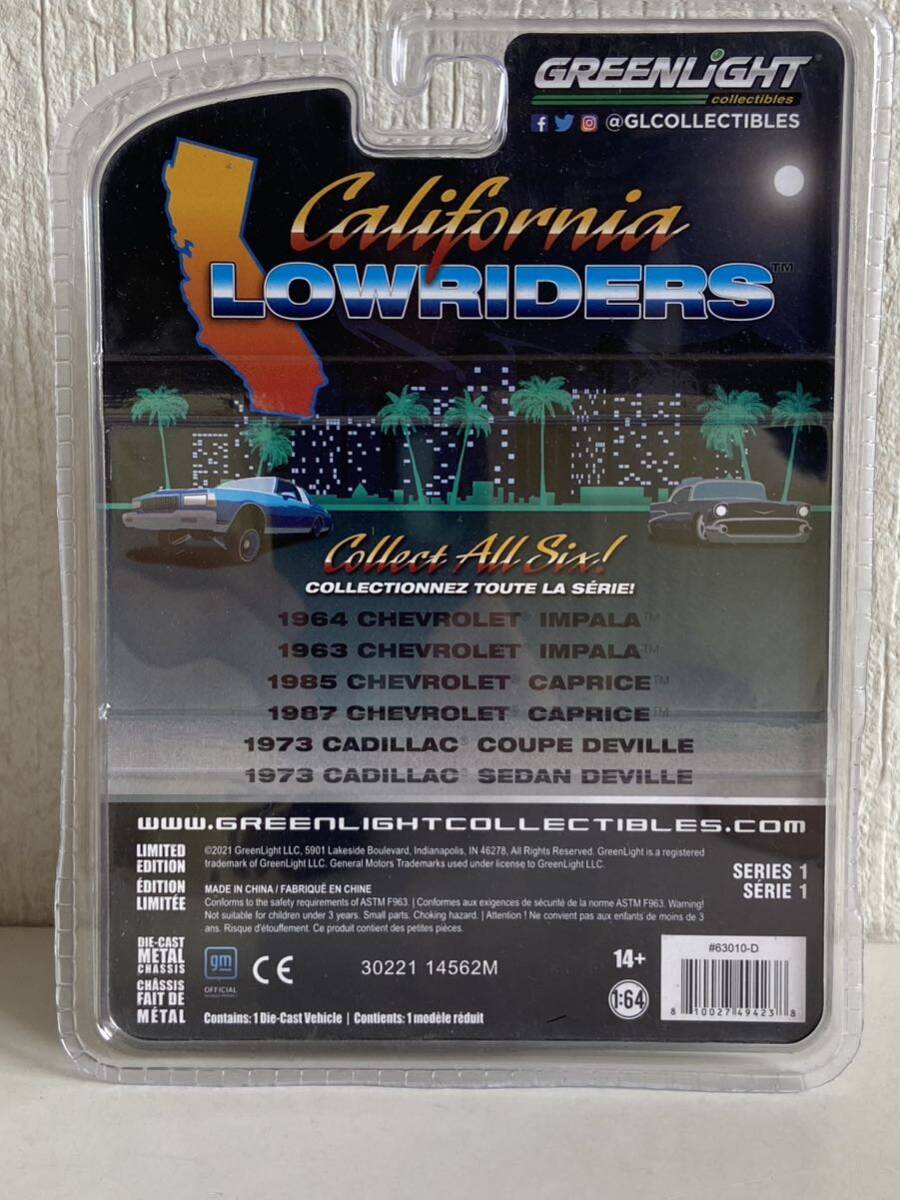 GREENLiGHT
collectibles
@GLCOLLECTIBLES
California
LOWRIDERS™
Collect All Six!
COLLECTIONNEZ TOUTE LA SÉRIE!
1964 CHEVROLET® IMPALA™
1963 CHEVROLET® IMPALA™
1985 CHEVROLET® CAPRICE™
1987 CHEVROLET® CAPRICE™
1973 CADILLAC® COUPE DEVILLE
1973 CADILLAC® SEDAN DEVILLE
WWW.GREENLIGHTCOLLECTIBLES.COM
LIMITED
EDITION
ÉDITION
LIMITÉE
©2021 GreenLight LLC, 5901 Lakeside Boulevard, Indianapolis, IN 46278. All Rights Reserved. GreenLight is a registered
trademark of GreenLight LLC. General Motors Trademarks used under license to GreenLight LLC.
MADE IN CHINA / FABRIQUÉ EN CHINE
Conforms to the safety requirements of ASTM F963. | Conformes aux exigences de sécurité de la norme ASTM F963. Warning!
Not suitable for children under 3 years. Small parts. Choking hazard. | Attention ! Ne convient pas aux enfants de moins de 3
ans. Risque d'étouffement. Ce produit contient des petites pièces.
SERIES 1
SÉRIE 1
DIE-CAST
METAL
CHASSIS
CHÂSSIS
FAIT DE
MÉTAL
gm
OFFICIAL
CE
30221 14562M
14+
1:64
#63010-D
8 10027 49423 8
Contains: 1 Die-Cast Vehicle | Contients: 1 modèle réduit